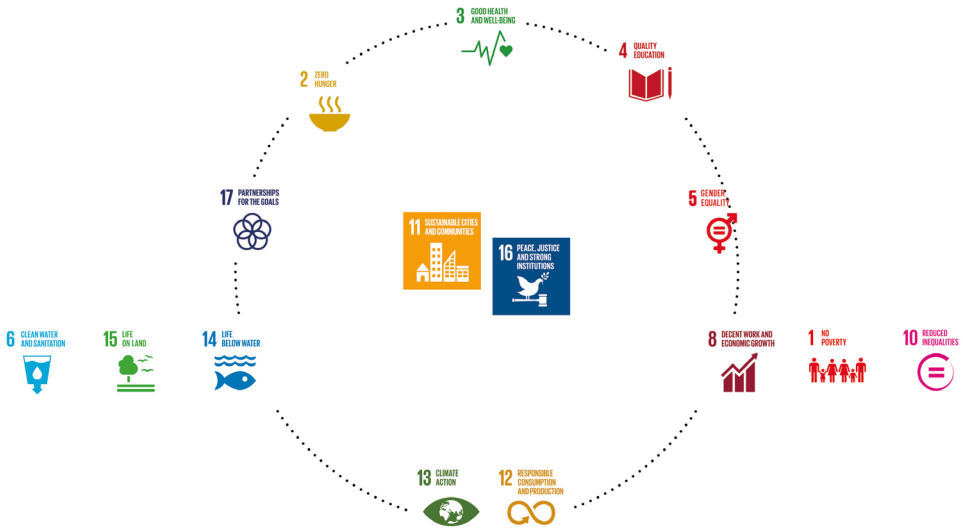 3 GOOD HEALTH
AND WELL-BEING
4 QUALITY
EDUCATION
2 ZERO
HUNGER
17 PARTNERSHIPS
FOR THE GOALS
5 GENDER
EQUALITY
11 SUSTAINABLE CITIES
AND COMMUNITIES
16 PEACE, JUSTICE
AND STRONG
INSTITUTIONS
6 CLEAN WATER
AND SANITATION
15 LIFE
ON LAND
14 LIFE
BELOW WATER
8 DECENT WORK AND
ECONOMIC GROWTH
1 NO
POVERTY
10 REDUCED
INEQUALITIES
13 CLIMATE
ACTION
12 RESPONSIBLE
CONSUMPTION
AND PRODUCTION